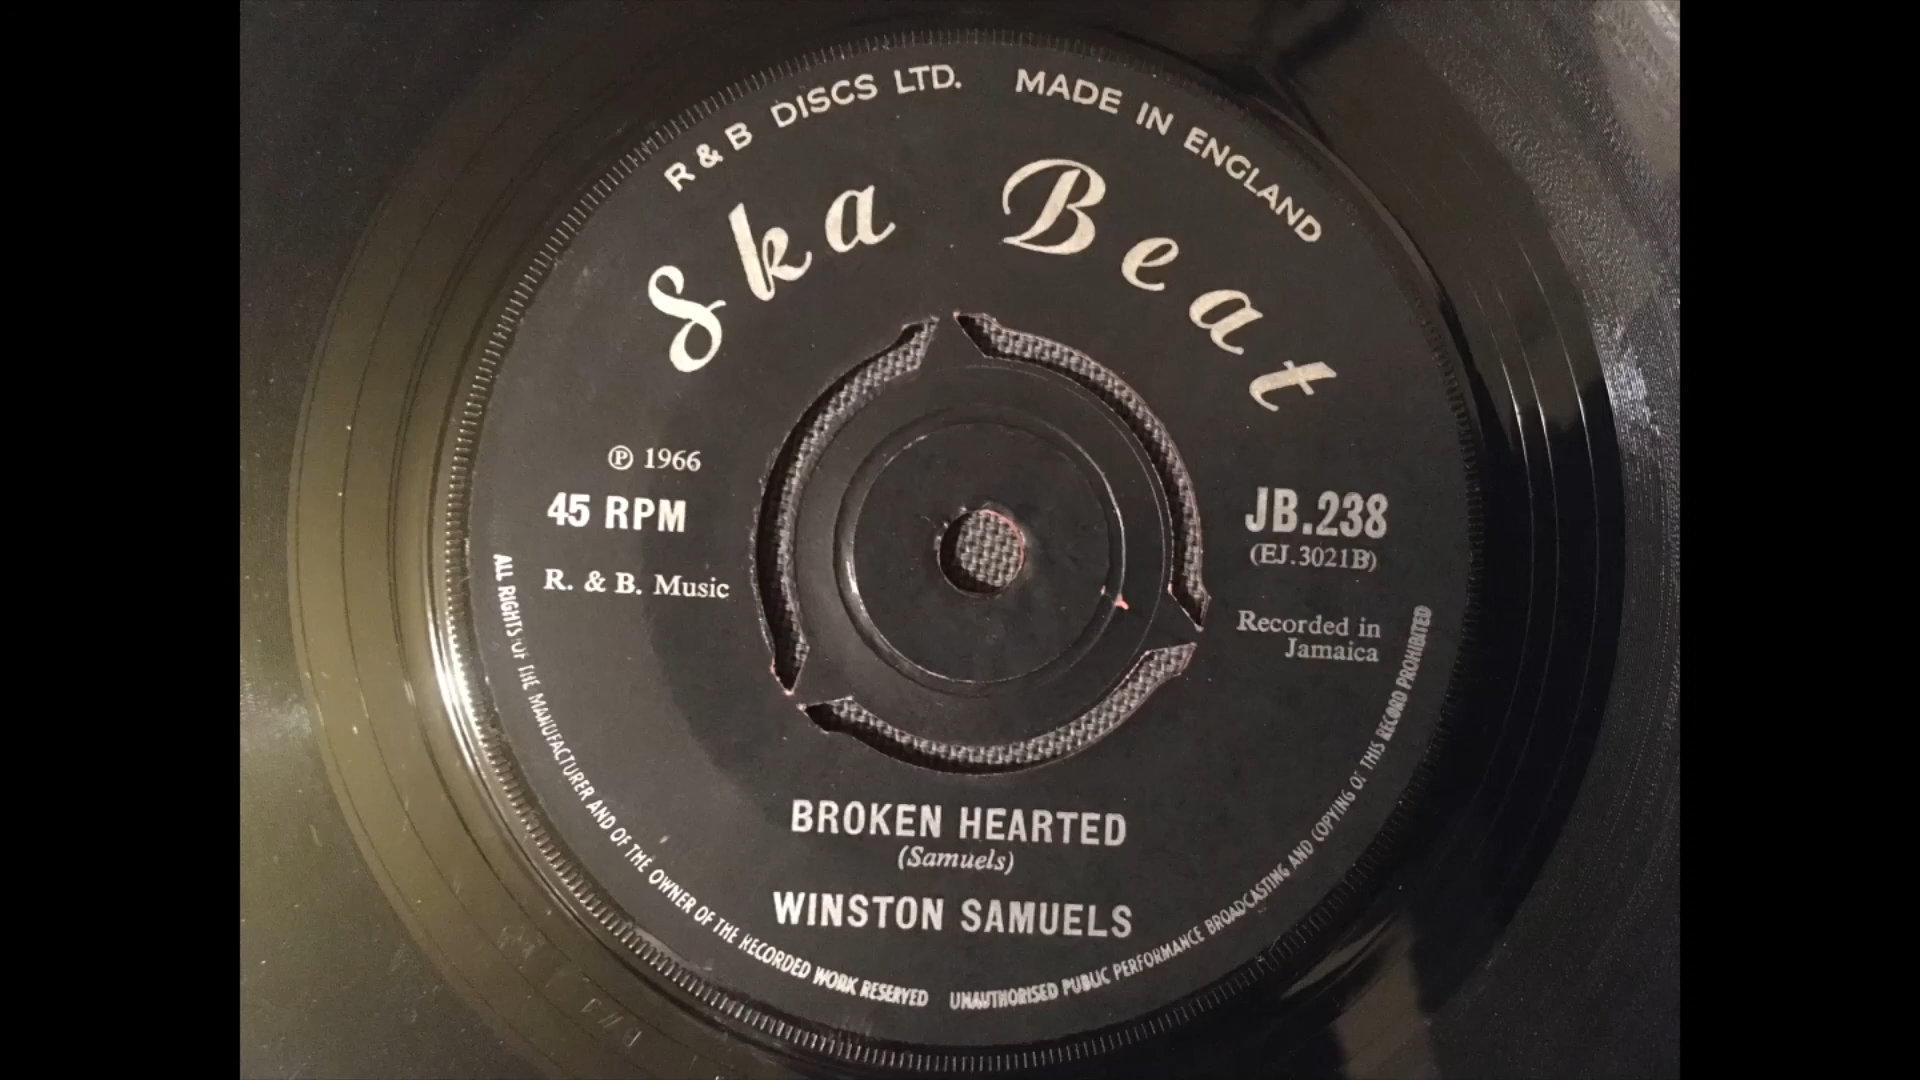 R & B DISCS LTD. MADE IN ENGLAND
Ska Beat
℗ 1966
45 RPM
R. & B. Music
JB.238
(EJ.3021B)
Recorded in
Jamaica
BROKEN HEARTED
(Samuels)
WINSTON SAMUELS
ALL RIGHTS OF THE MANUFACTURER AND OF THE OWNER OF THE RECORDED WORK RESERVED UNAUTHORISED PUBLIC PERFORMANCE BROADCASTING AND COPYING OF THIS RECORD PROHIBITED